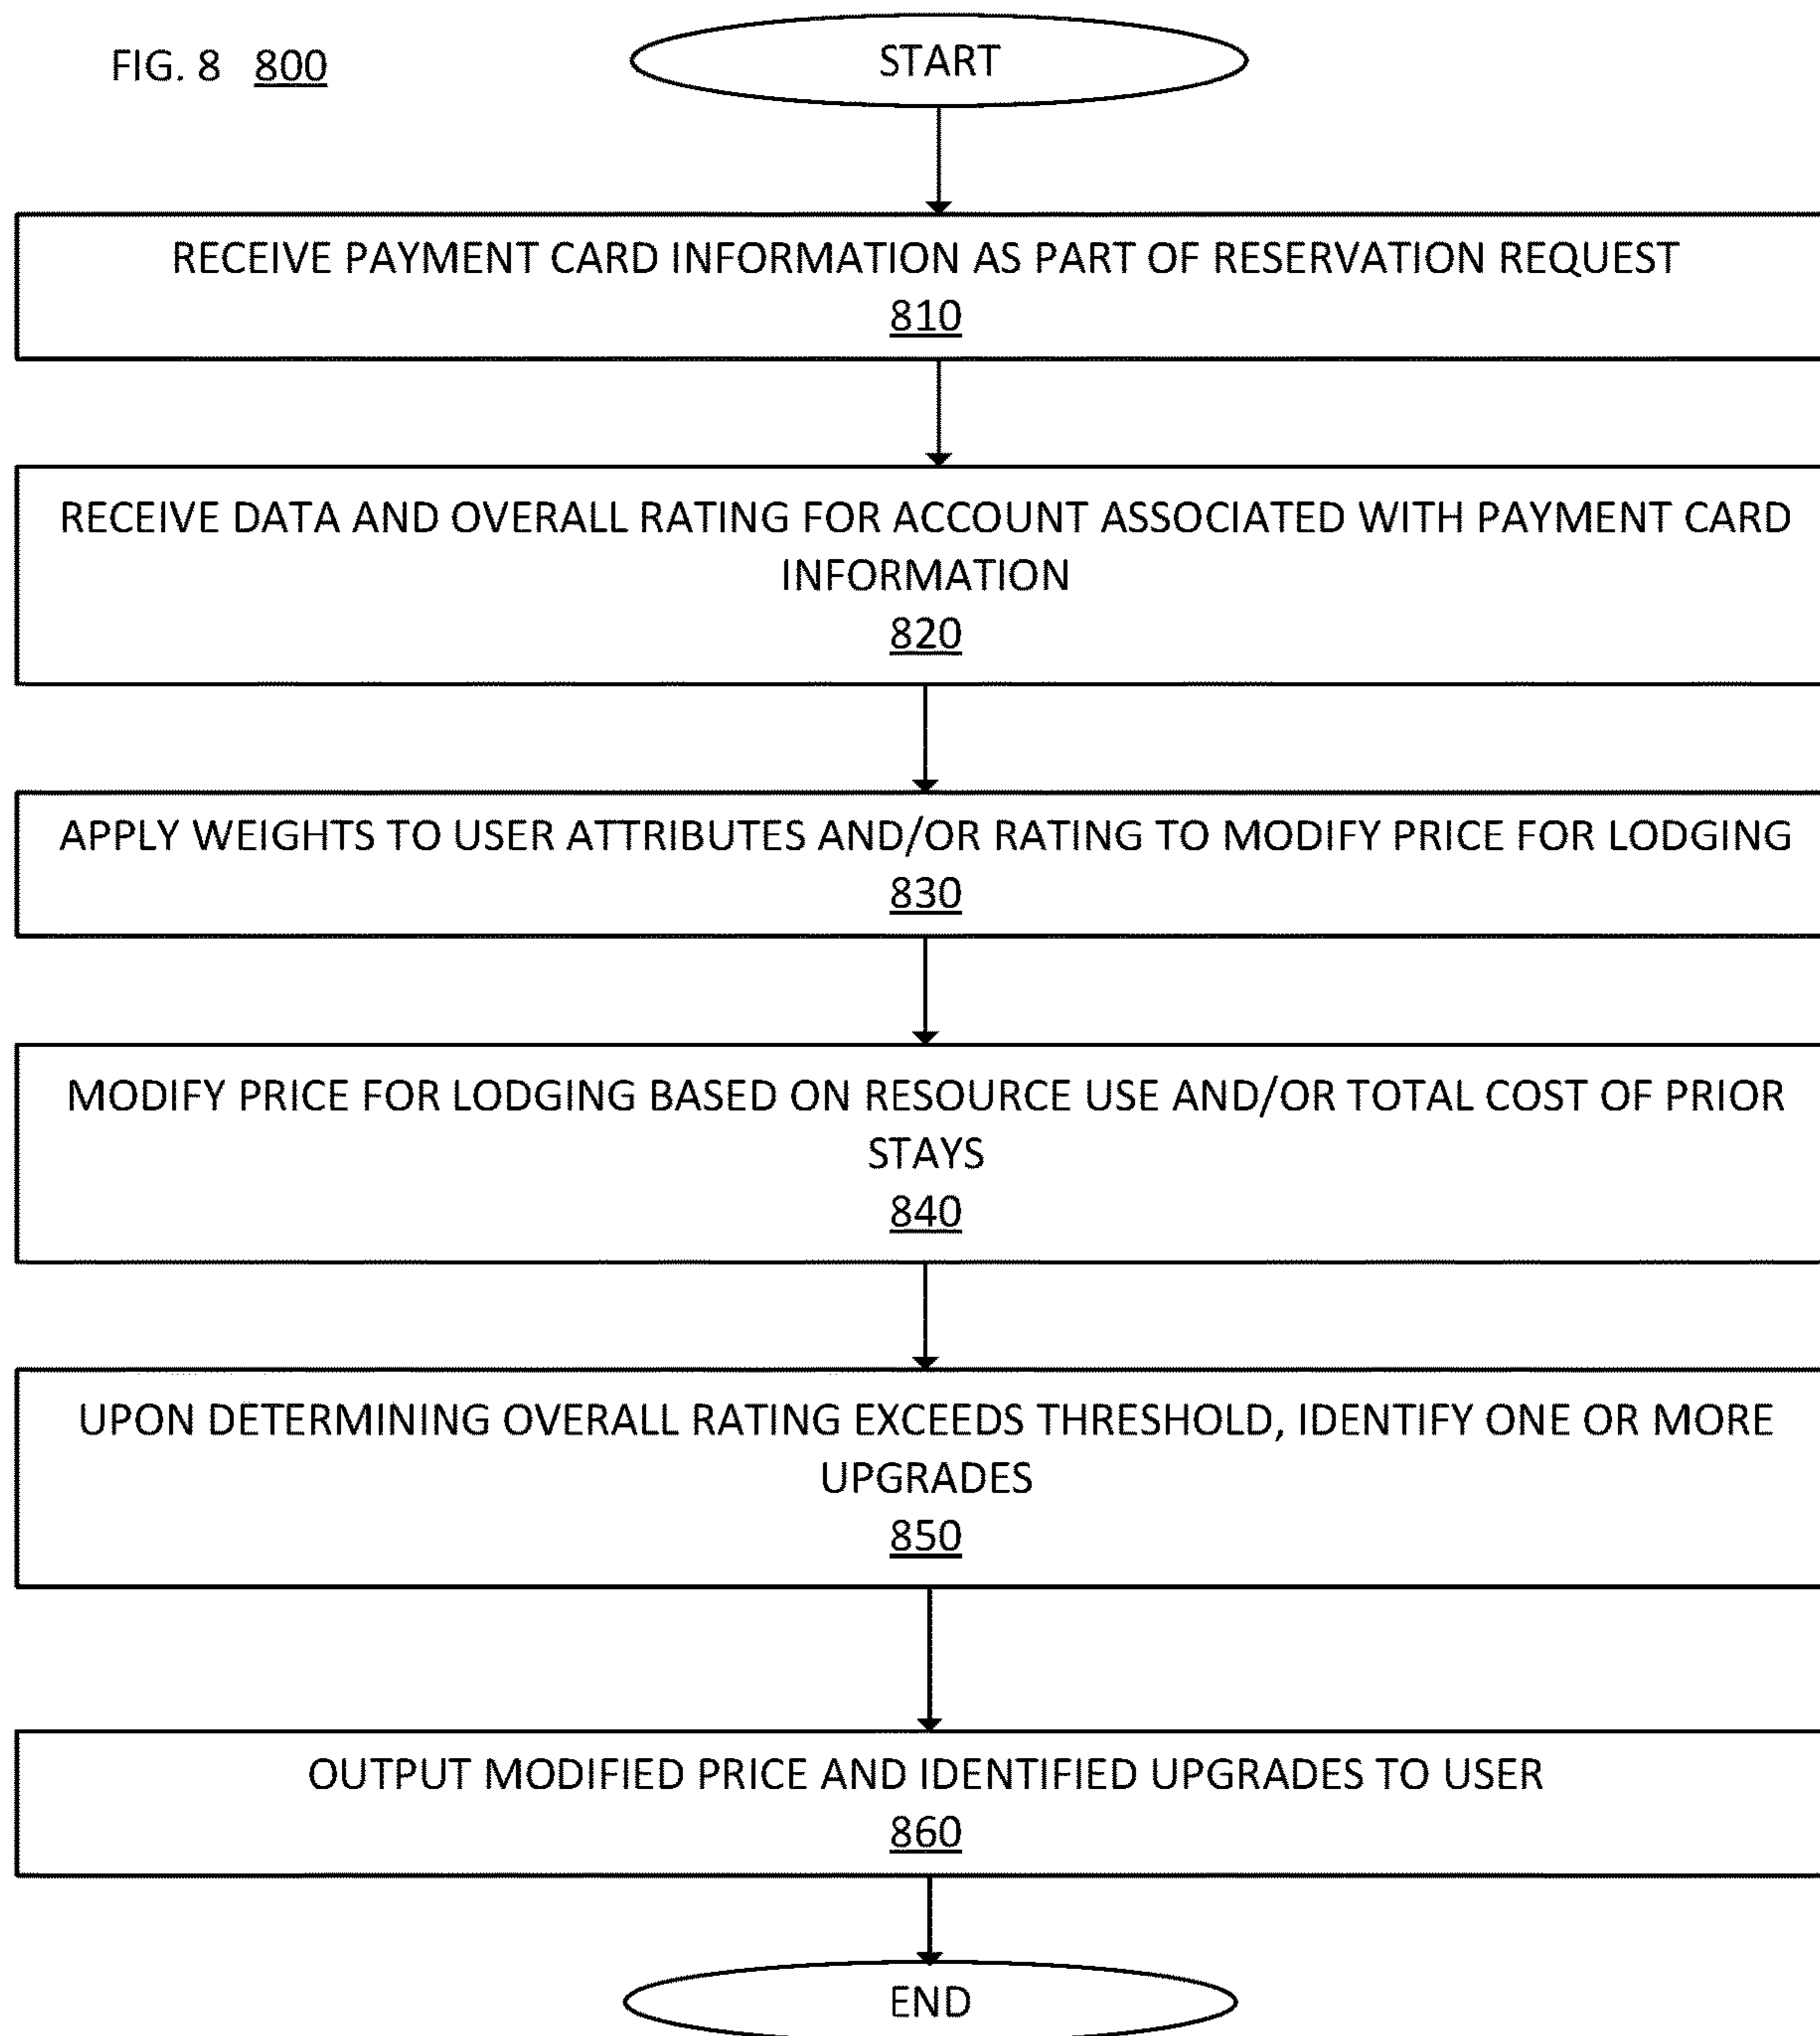 FIG. 8 800
START
RECEIVE PAYMENT CARD INFORMATION AS PART OF RESERVATION REQUEST
810
RECEIVE DATA AND OVERALL RATING FOR ACCOUNT ASSOCIATED WITH PAYMENT CARD
INFORMATION
820
APPLY WEIGHTS TO USER ATTRIBUTES AND/OR RATING TO MODIFY PRICE FOR LODGING
830
MODIFY PRICE FOR LODGING BASED ON RESOURCE USE AND/OR TOTAL COST OF PRIOR
STAYS
840
UPON DETERMINING OVERALL RATING EXCEEDS THRESHOLD, IDENTIFY ONE OR MORE
UPGRADES
850
OUTPUT MODIFIED PRICE AND IDENTIFIED UPGRADES TO USER
860
END